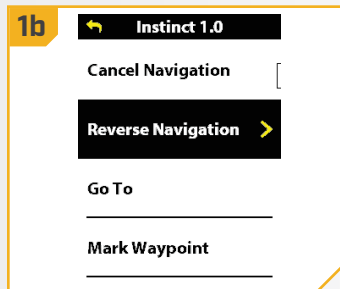 1b
Instinct 1.0
Cancel Navigation
Reverse Navigation
Go To
Mark Waypoint